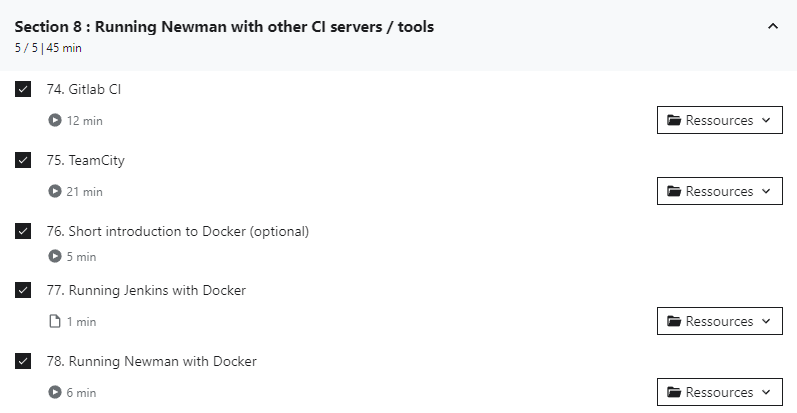 Section 8 : Running Newman with other CI servers / tools
5 / 5 | 45 min
74. Gitlab CI
12 min
Ressources
75. TeamCity
21 min
Ressources
76. Short introduction to Docker (optional)
5 min
77. Running Jenkins with Docker
1 min
Ressources
78. Running Newman with Docker
6 min
Ressources